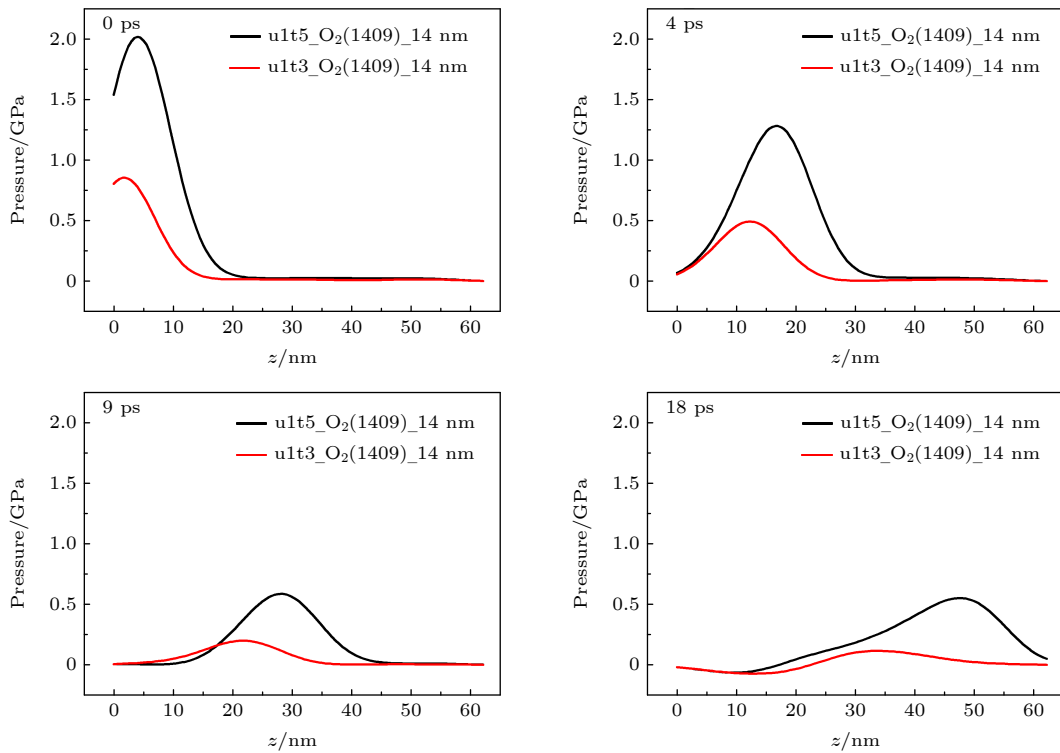 0 ps
u1t5_O₂(1409)_14 nm
u1t3_O₂(1409)_14 nm
2.0
1.5
1.0
0.5
0
Pressure/GPa
0 10 20 30 40 50 60
z/nm
4 ps
u1t5_O₂(1409)_14 nm
u1t3_O₂(1409)_14 nm
2.0
1.5
1.0
0.5
0
Pressure/GPa
0 10 20 30 40 50 60
z/nm
9 ps
u1t5_O₂(1409)_14 nm
u1t3_O₂(1409)_14 nm
2.0
1.5
1.0
0.5
0
Pressure/GPa
0 10 20 30 40 50 60
z/nm
18 ps
u1t5_O₂(1409)_14 nm
u1t3_O₂(1409)_14 nm
2.0
1.5
1.0
0.5
0
Pressure/GPa
0 10 20 30 40 50 60
z/nm